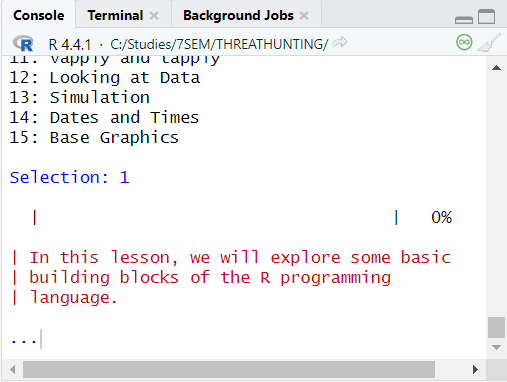 Console Terminal × Background Jobs ×
R R 4.4.1 · C:/Studies/7SEM/THREATHUNTING/
11: vapply and tapply
12: Looking at Data
13: Simulation
14: Dates and Times
15: Base Graphics
Selection: 1
| | 0%
| In this lesson, we will explore some basic
| building blocks of the R programming
| language.
...